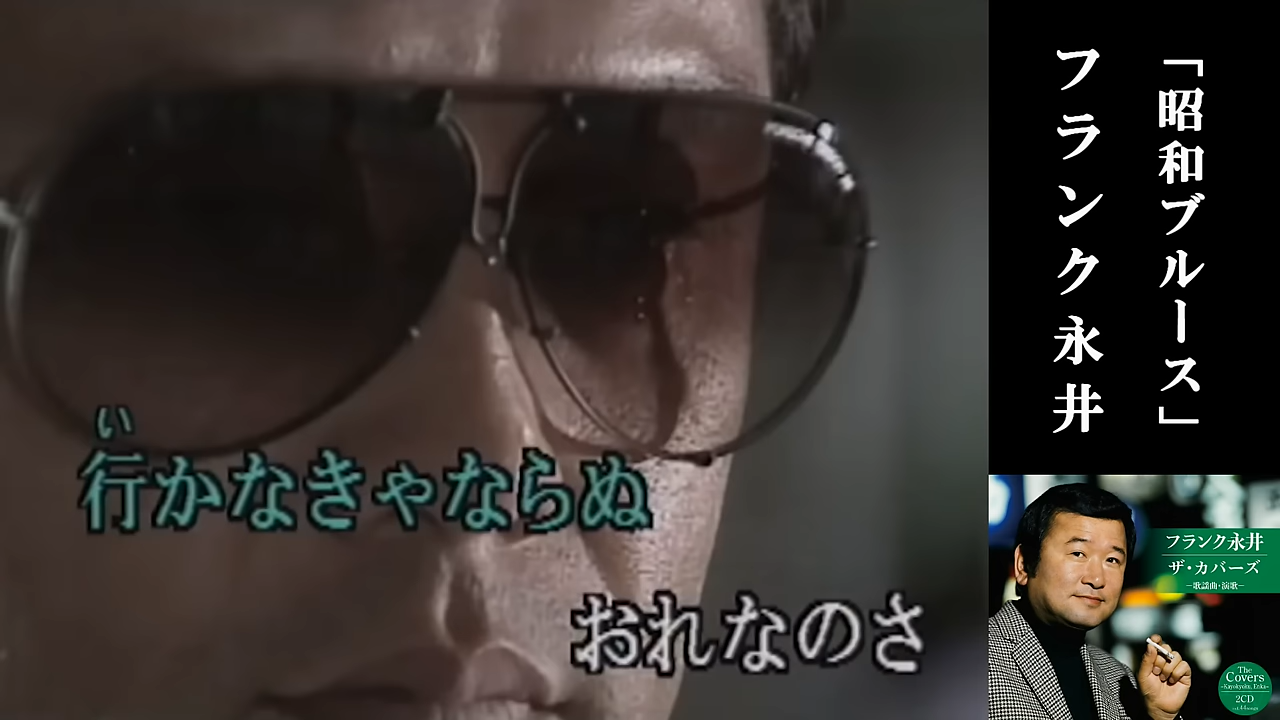 「昭和ブルース」
フランク永井
い
行かなきゃならぬ
おれなのさ
フランク永井
ザ・カバーズ
−歌謡曲・演歌−
The
Covers
~Kayokyoku, Enka~
2CD